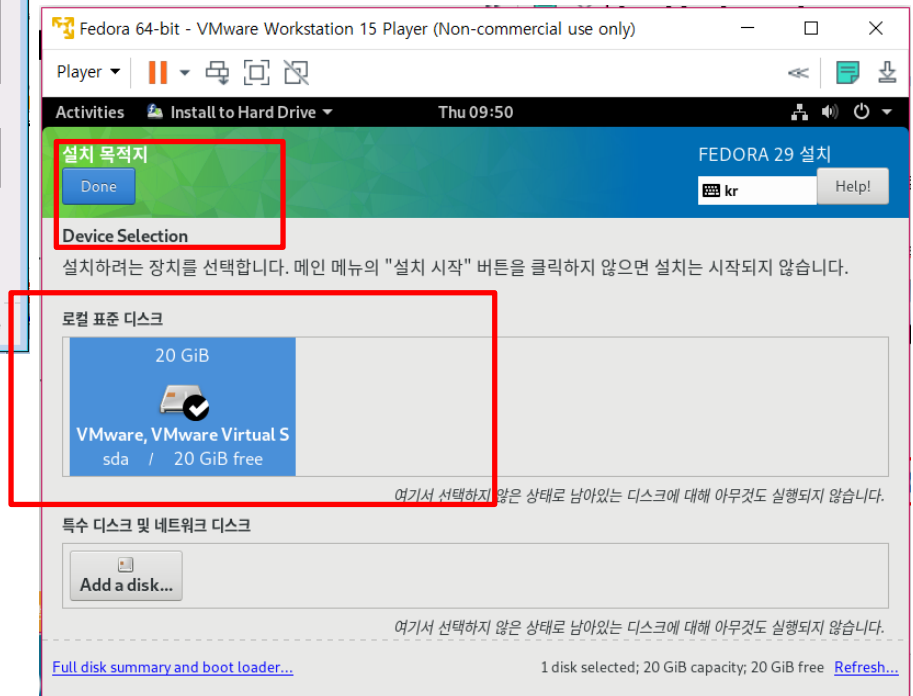 Fedora 64-bit - VMware Workstation 15 Player (Non-commercial use only)
Player
Activities Install to Hard Drive Thu 09:50
설치 목적지 FEDORA 29 설치
Done kr Help!
Device Selection
설치하려는 장치를 선택합니다. 메인 메뉴의 "설치 시작" 버튼을 클릭하지 않으면 설치는 시작되지 않습니다.
로컬 표준 디스크
20 GiB
VMware, VMware Virtual S
sda / 20 GiB free
여기서 선택하지 않은 상태로 남아있는 디스크에 대해 아무것도 실행되지 않습니다.
특수 디스크 및 네트워크 디스크
Add a disk...
여기서 선택하지 않은 상태로 남아있는 디스크에 대해 아무것도 실행되지 않습니다.
Full disk summary and boot loader... 1 disk selected; 20 GiB capacity; 20 GiB free Refresh...